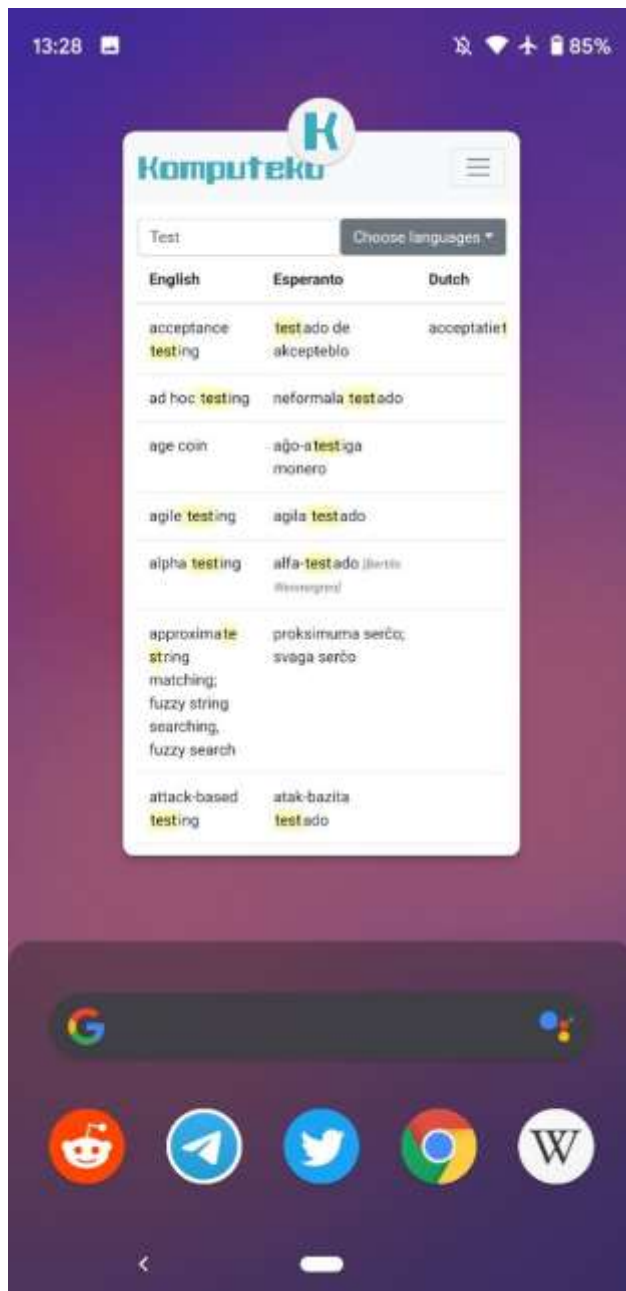 13:28 85%
K
Komputeko
Test Choose languages
English Esperanto Dutch
acceptance testado de acceptatiet
testing akcepteblo
ad hoc testing neformala testado
age coin aĝo-atestiga
monero
agile testing agila testado
alpha testing alfa-testado [Bertilo
approximate proksimuma serĉo;
string svaga serĉo
matching;
fuzzy string
searching,
fuzzy search
attack-based atak-bazita
testing testado
G
W